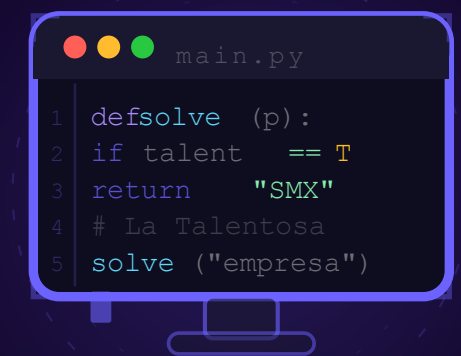 main.py
1 defsolve (p):
2 if talent == T
3 return "SMX"
4 # La Talentosa
5 solve ("empresa")